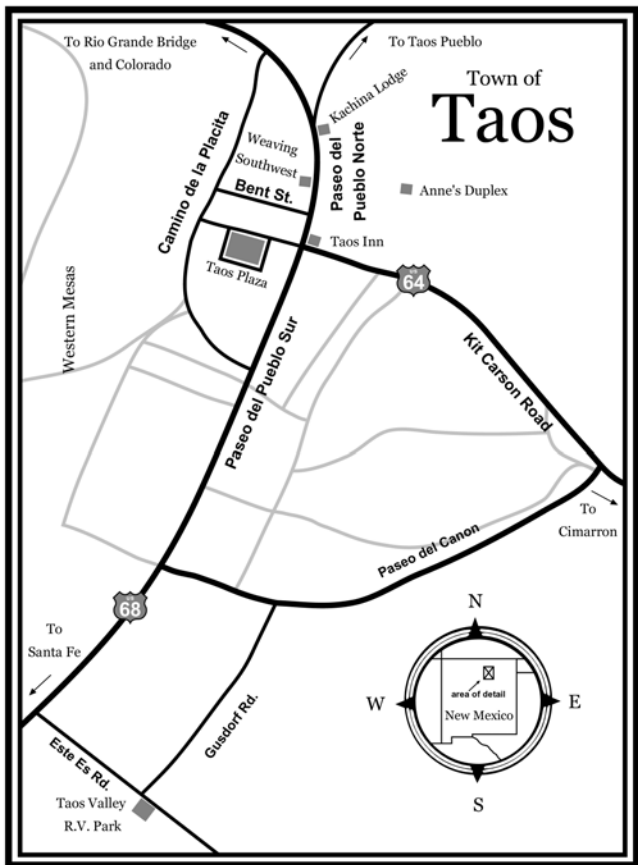 To Rio Grande Bridge
and Colorado
To Taos Pueblo
Town of
Taos
Kachina Lodge
Weaving
Southwest
Camino de la Placita
Bent St.
Paseo del
Pueblo Norte
Anne's Duplex
Taos Inn
Taos Plaza
US
64
Western Mesas
Paseo del Pueblo Sur
Kit Carson Road
To
Cimarron
Paseo del Canon
US
68
To
Santa Fe
Gusdorf Rd.
Este Es Rd.
Taos Valley
R.V. Park
N
W
E
S
area of detail
New Mexico